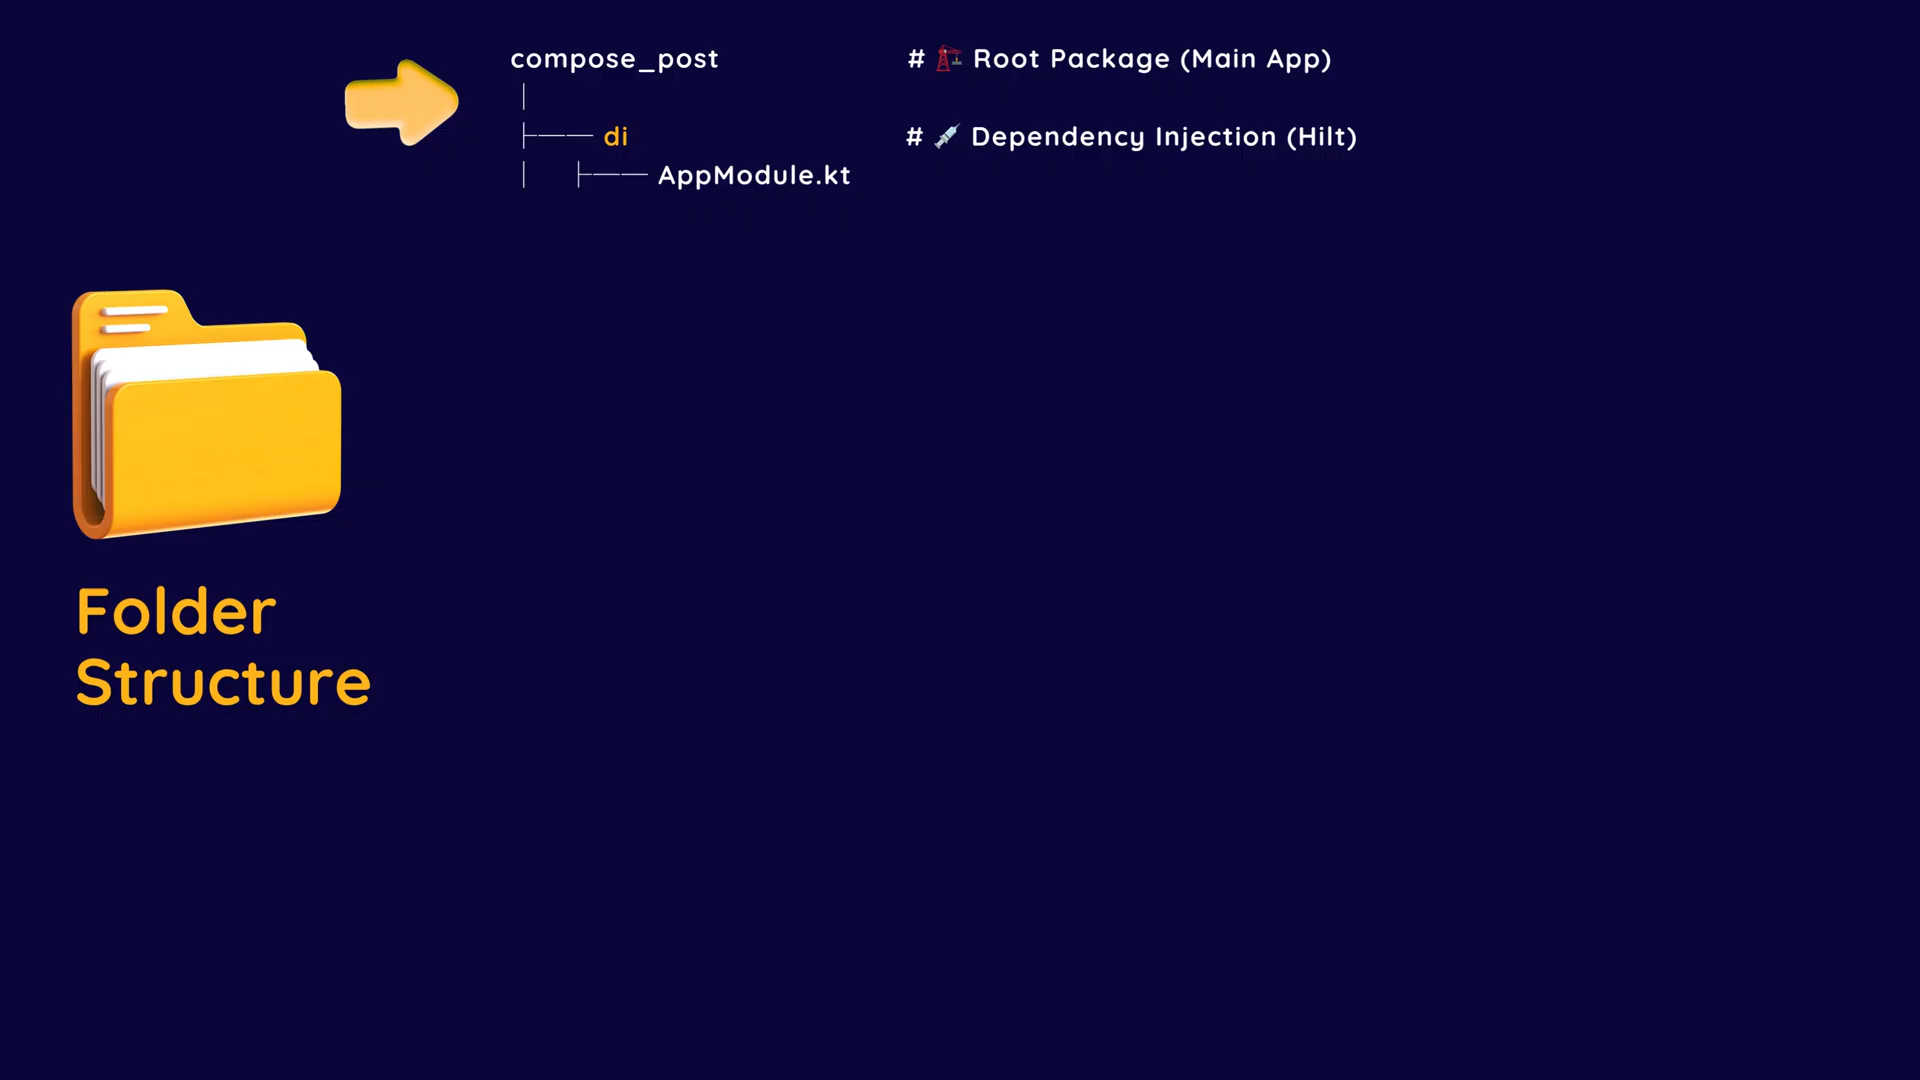 compose_post # 🏗️ Root Package (Main App)
│
├── di # 💉 Dependency Injection (Hilt)
│ ├── AppModule.kt
Folder
Structure